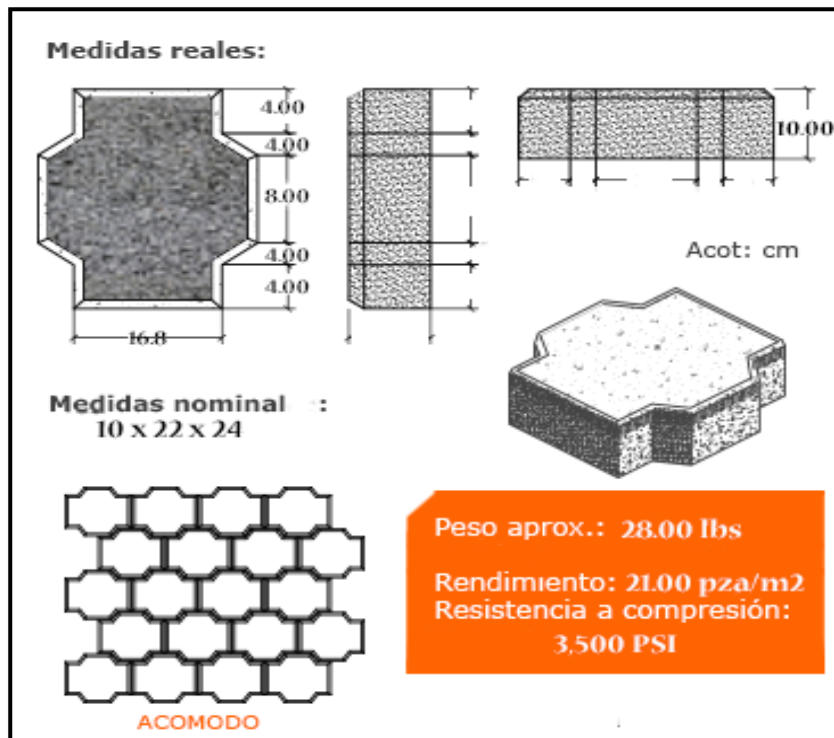 Medidas reales:
4.00
4.00
8.00
4.00
4.00
16.8
10.00
Acot: cm
Medidas nominal :
10 x 22 x 24
Peso aprox.: 28.00 lbs
Rendimiento: 21.00 pza/m2
Resistencia a compresión:
3,500 PSI
ACOMODO